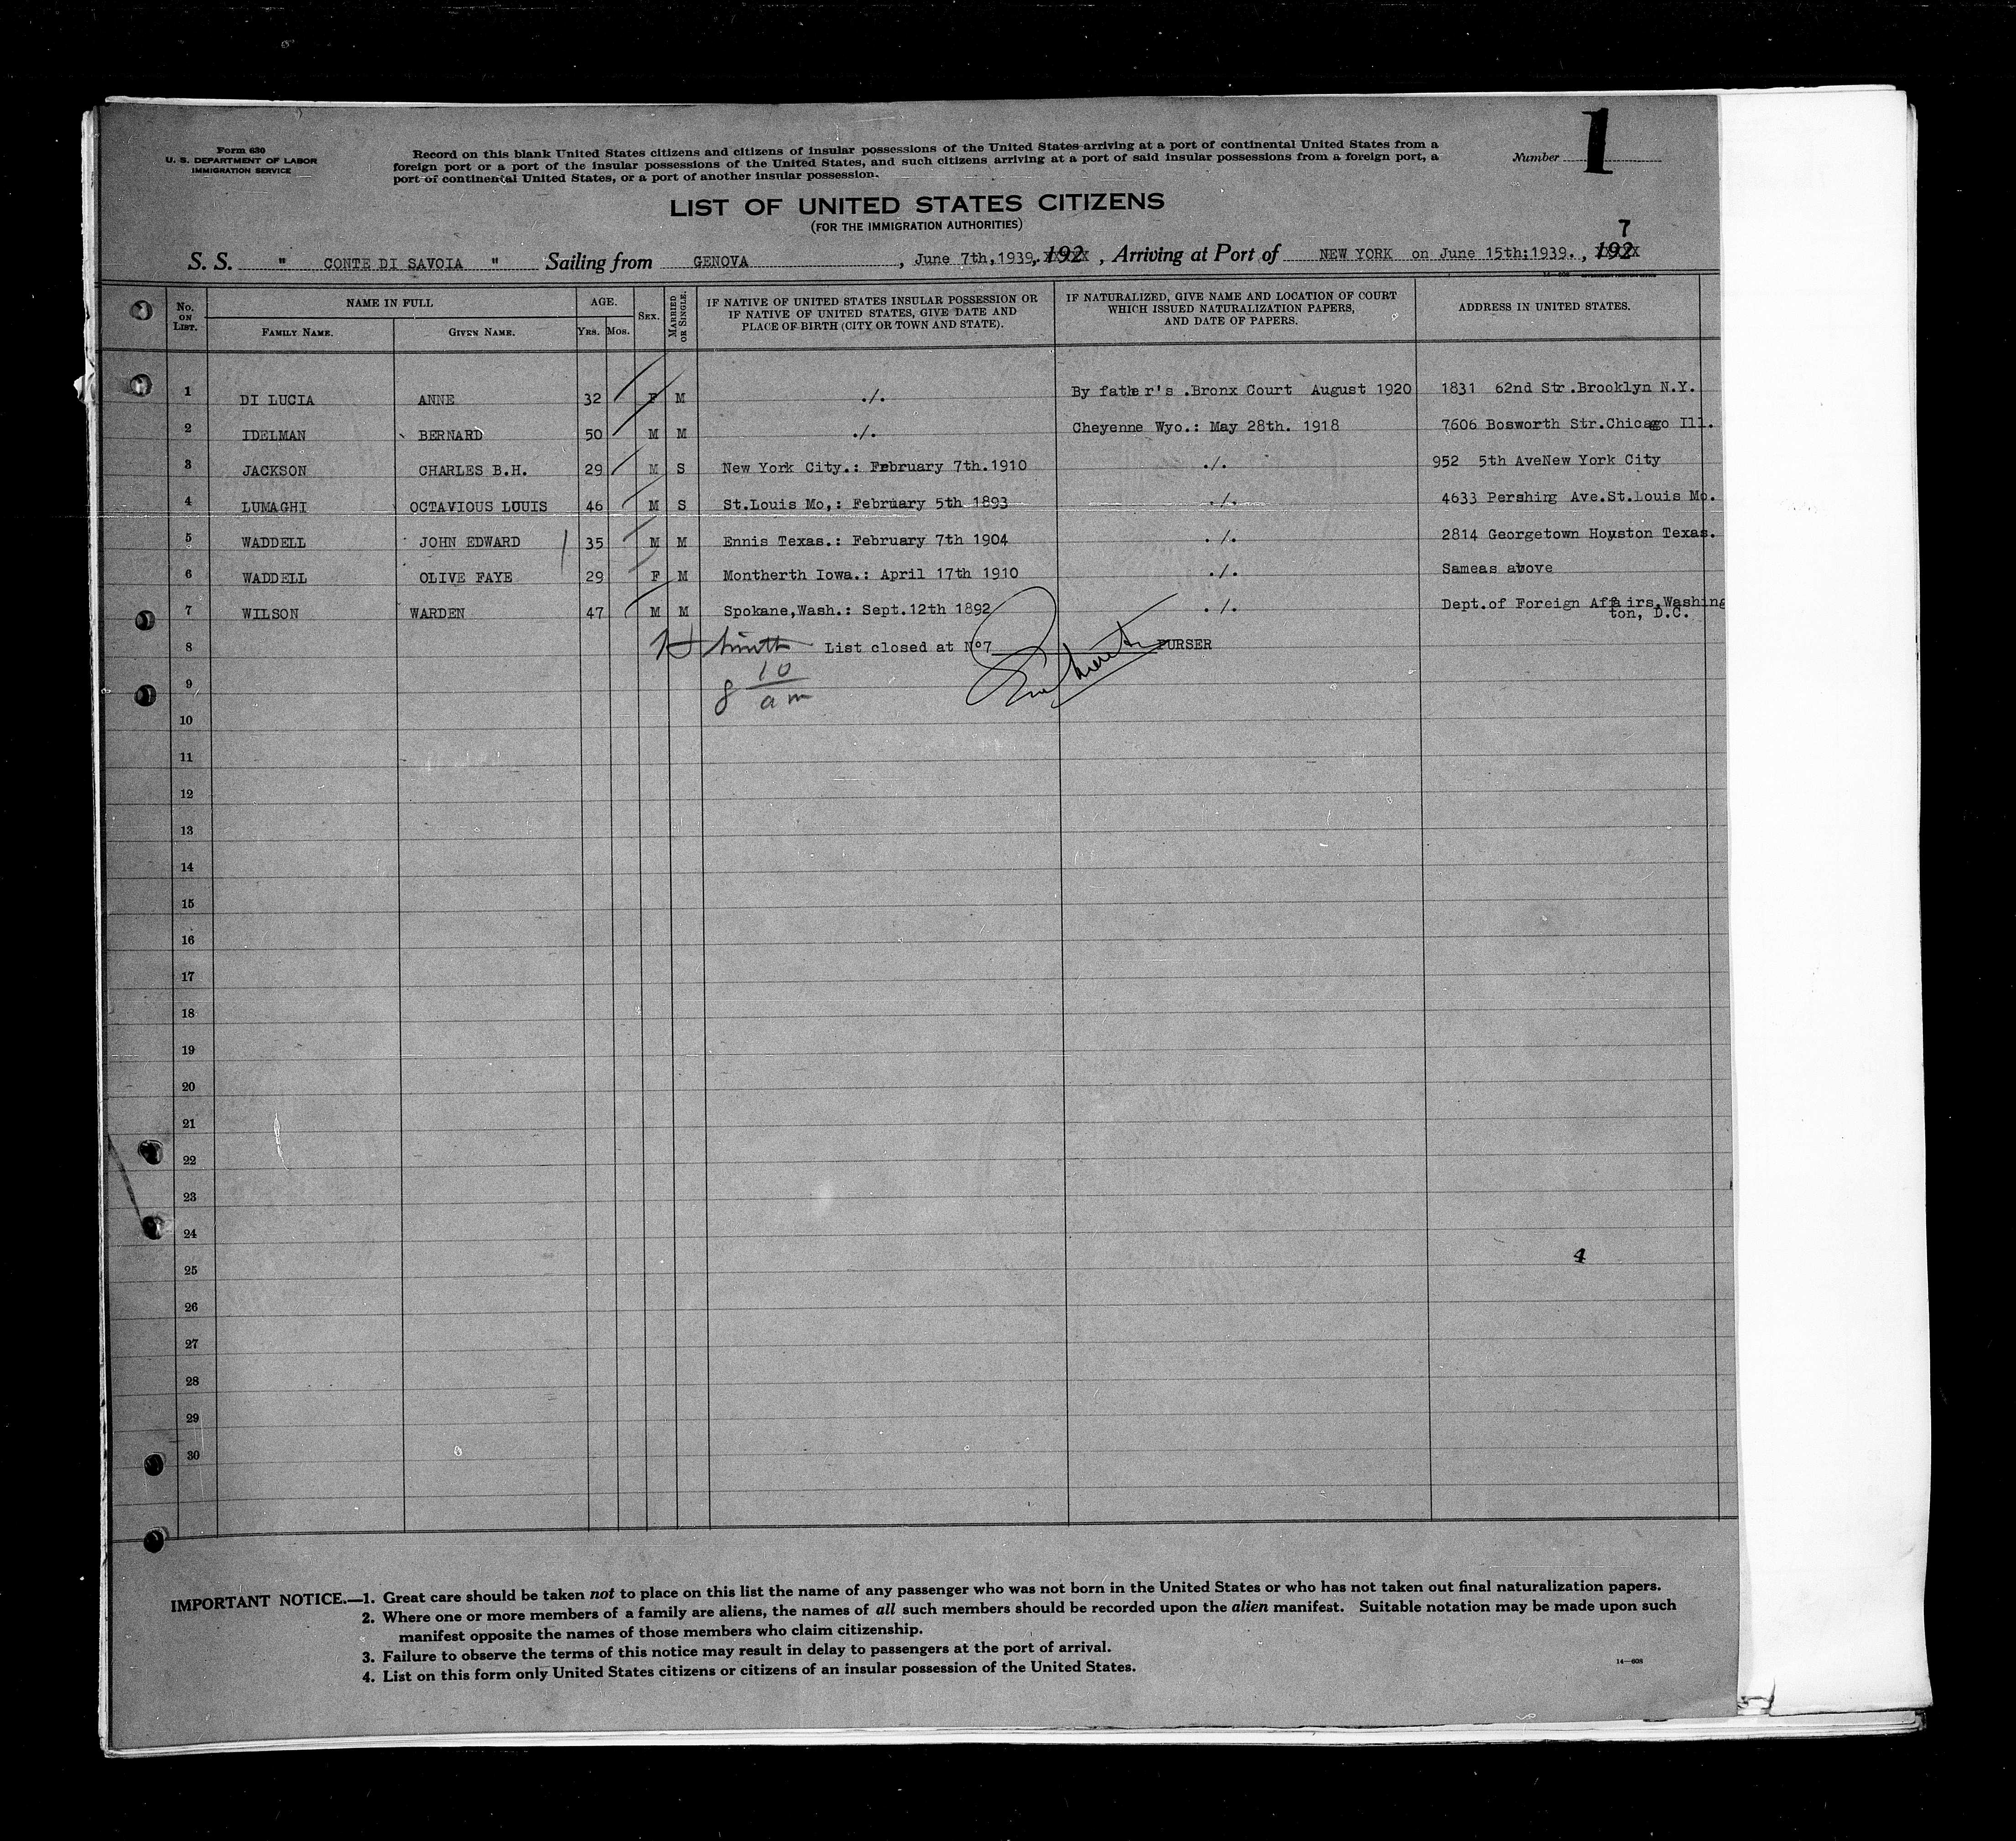 Form 630
U. S. DEPARTMENT OF LABOR
IMMIGRATION SERVICE
Record on this blank United States citizens and citizens of insular possessions of the United States arriving at a port of continental United States from a
foreign port or a port of the insular possessions of the United States, and such citizens arriving at a port of said insular possessions from a foreign port, a
port of continental United States, or a port of another insular possession.
Number 1
LIST OF UNITED STATES CITIZENS
(FOR THE IMMIGRATION AUTHORITIES)
7
S. S. " CONTE DI SAVOIA " Sailing from GENOVA , June 7th,1939, 192 , Arriving at Port of NEW YORK on June 15th:1939. , 192
No. ON LIST. NAME IN FULL FAMILY NAME. GIVEN NAME. AGE. YRS. MOS. SEX. MARRIED OR SINGLE. IF NATIVE OF UNITED STATES INSULAR POSSESSION OR IF NATIVE OF UNITED STATES, GIVE DATE AND PLACE OF BIRTH (CITY OR TOWN AND STATE). IF NATURALIZED, GIVE NAME AND LOCATION OF COURT WHICH ISSUED NATURALIZATION PAPERS, AND DATE OF PAPERS. ADDRESS IN UNITED STATES.
1 DI LUCIA ANNE 32 F M ./. By father's .Bronx Court August 1920 1831 62nd Str.Brooklyn N.Y.
2 IDELMAN BERNARD 50 M M ./. Cheyenne Wyo.: May 28th. 1918 7606 Bosworth Str.Chicago Ill.
3 JACKSON CHARLES B.H. 29 M S New York City.: February 7th.1910 ./. 952 5th AveNew York City
4 LUMAGHI OCTAVIOUS LOUIS 46 M S St.Louis Mo,: February 5th 1893 ./. 4633 Pershing Ave.St.Louis Mo.
5 WADDELL JOHN EDWARD 35 M M Ennis Texas.: February 7th 1904 ./. 2814 Georgetown Houston Texas.
6 WADDELL OLIVE FAYE 29 F M Montherth Iowa.: April 17th 1910 ./. Sameas above
7 WILSON WARDEN 47 M M Spokane,Wash.: Sept.12th 1892 ./. Dept.of Foreign Affairs,Washing
ton, D.C.
8 List closed at Nº7 PURSER
9 8 10
am
10
11
12
13
14
15
16
17
18
19
20
21
22
23
24
4
25
26
27
28
29
30
IMPORTANT NOTICE.—1. Great care should be taken not to place on this list the name of any passenger who was not born in the United States or who has not taken out final naturalization papers.
2. Where one or more members of a family are aliens, the names of all such members should be recorded upon the alien manifest. Suitable notation may be made upon such
manifest opposite the names of those members who claim citizenship.
3. Failure to observe the terms of this notice may result in delay to passengers at the port of arrival.
4. List on this form only United States citizens or citizens of an insular possession of the United States.
14—608